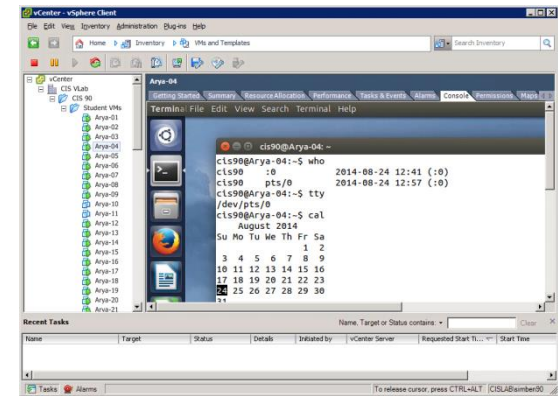 vCenter - vSphere Client
File Edit View Inventory Administration Plug-ins Help
Home Inventory VMs and Templates Search Inventory
vCenter
CIS VLab
CIS 90
Student VMs
Arya-01
Arya-02
Arya-03
Arya-04
Arya-05
Arya-06
Arya-07
Arya-08
Arya-09
Arya-10
Arya-11
Arya-12
Arya-13
Arya-14
Arya-15
Arya-16
Arya-17
Arya-18
Arya-19
Arya-20
Arya-21
Arya-04
Getting Started Summary Resource Allocation Performance Tasks & Events Alarms Console Permissions Maps
Terminal File Edit View Search Terminal Help
cis90@Arya-04: ~
cis90@Arya-04:~$ who
cis90 :0 2014-08-24 12:41 (:0)
cis90 pts/0 2014-08-24 12:57 (:0)
cis90@Arya-04:~$ tty
/dev/pts/0
cis90@Arya-04:~$ cal
August 2014
Su Mo Tu We Th Fr Sa
1 2
3 4 5 6 7 8 9
10 11 12 13 14 15 16
17 18 19 20 21 22 23
24 25 26 27 28 29 30
31
Recent Tasks
Name, Target or Status contains: Clear
Name Target Status Details Initiated by vCenter Server Requested Start Ti... Start Time
Tasks Alarms To release cursor, press CTRL+ALT CISLAB\simben90